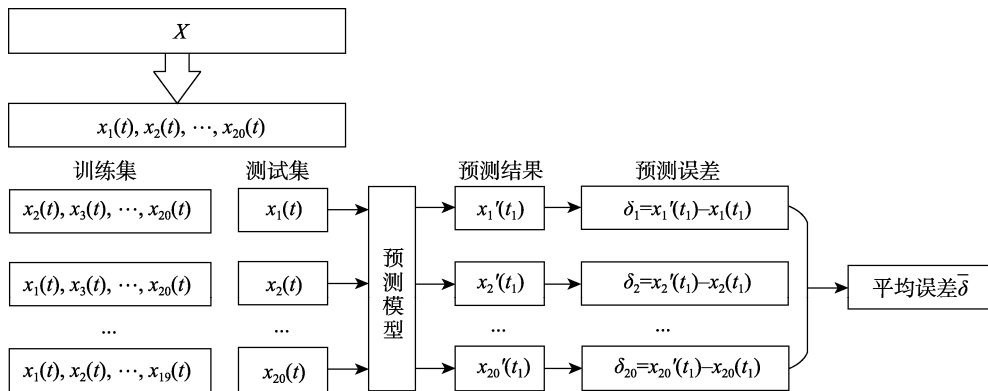 X
x₁(t), x₂(t), ···, x₂₀(t)
训练集 测试集 预测结果 预测误差
x₂(t), x₃(t), ···, x₂₀(t) x₁(t) x₁′(t₁) δ₁=x₁′(t₁)–x₁(t₁)
预测模型
x₁(t), x₃(t), ···, x₂₀(t) x₂(t) x₂′(t₁) δ₂=x₂′(t₁)–x₂(t₁)
平均误差δ̅
... ... ... ...
x₁(t), x₂(t), ···, x₁₉(t) x₂₀(t) x₂₀′(t₁) δ₂₀=x₂₀′(t₁)–x₂₀(t₁)